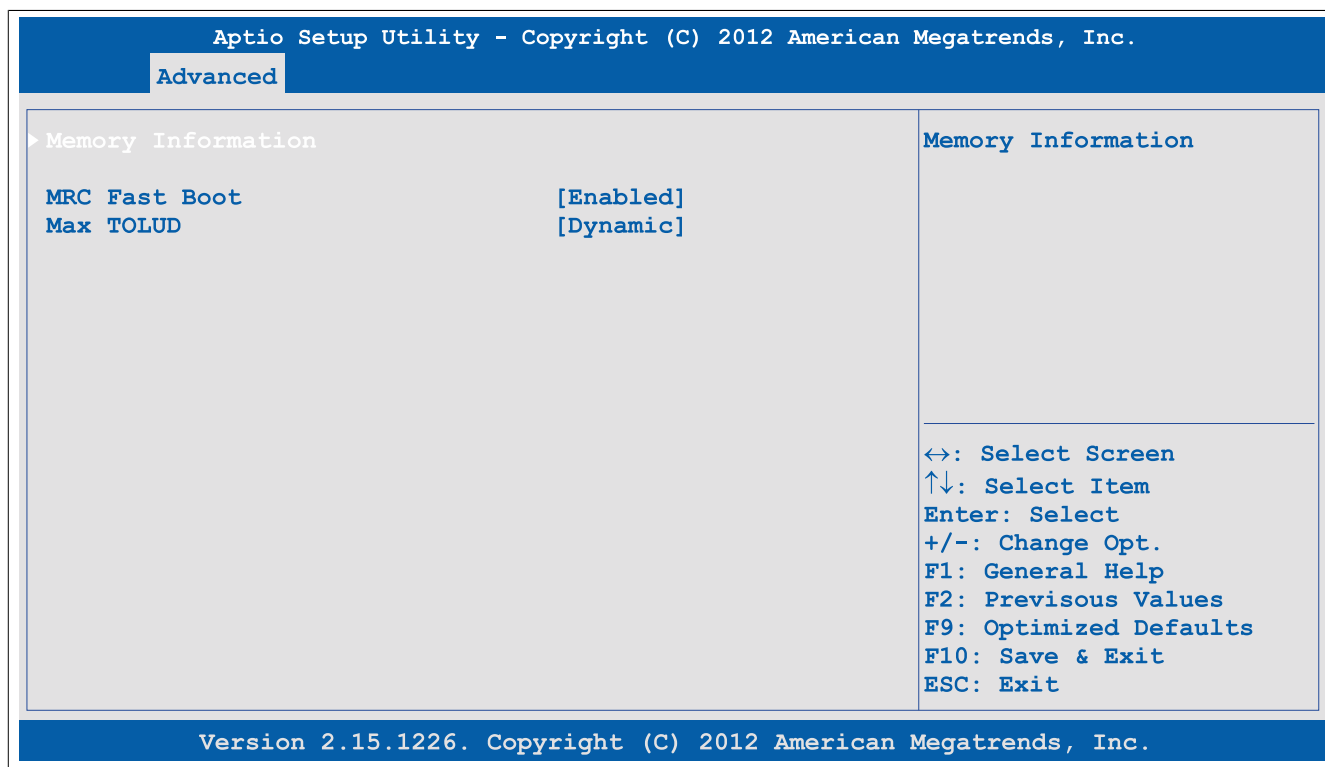 Aptio Setup Utility - Copyright (C) 2012 American Megatrends, Inc.
Advanced
Memory Information
MRC Fast Boot [Enabled]
Max TOLUD [Dynamic]
Memory Information
↔: Select Screen
↑↓: Select Item
Enter: Select
+/-: Change Opt.
F1: General Help
F2: Previsous Values
F9: Optimized Defaults
F10: Save & Exit
ESC: Exit
Version 2.15.1226. Copyright (C) 2012 American Megatrends, Inc.